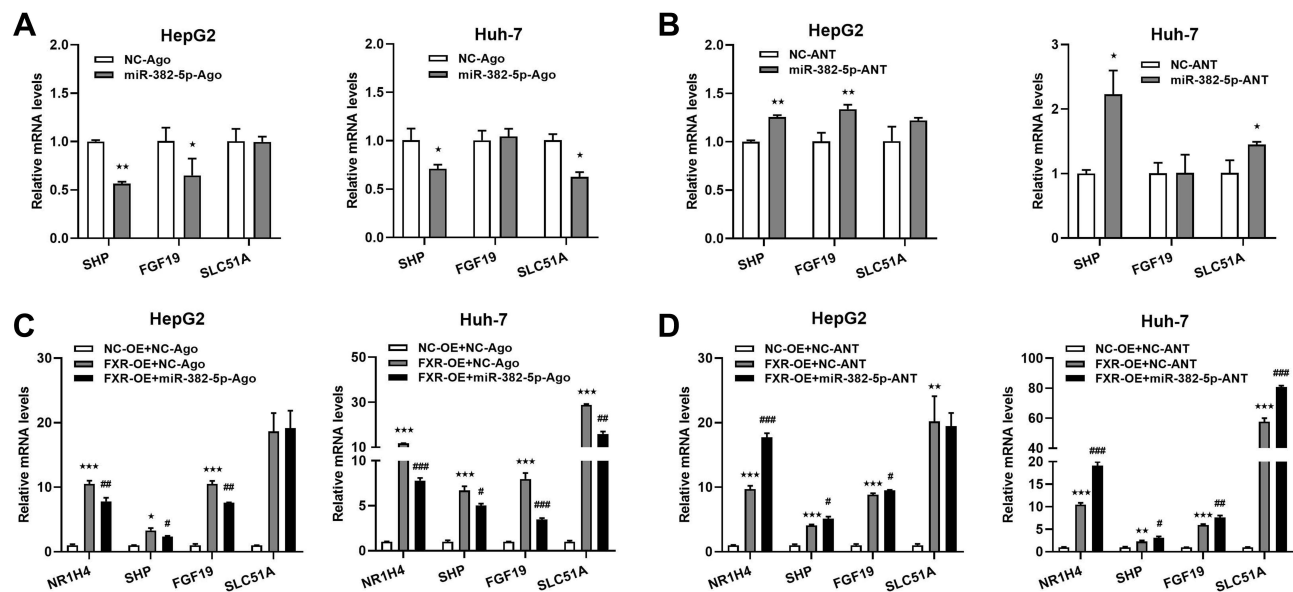 A
HepG2
NC-Ago
miR-382-5p-Ago
Relative mRNA levels
2.0
1.5
1.0
0.5
0.0
★★
★
SHP
FGF19
SLC51A
Huh-7
NC-Ago
miR-382-5p-Ago
Relative mRNA levels
2.0
1.5
1.0
0.5
0.0
★
★
SHP
FGF19
SLC51A
B
HepG2
NC-ANT
miR-382-5p-ANT
Relative mRNA levels
2.0
1.5
1.0
0.5
0.0
★★
★★
SHP
FGF19
SLC51A
Huh-7
NC-ANT
miR-382-5p-ANT
Relative mRNA levels
3
2
1
0
★
★
SHP
FGF19
SLC51A
C
HepG2
NC-OE+NC-Ago
FXR-OE+NC-Ago
FXR-OE+miR-382-5p-Ago
Relative mRNA levels
30
20
10
0
★★★
##
★
#
★★★
##
NR1H4
SHP
FGF19
SLC51A
Huh-7
NC-OE+NC-Ago
FXR-OE+NC-Ago
FXR-OE+miR-382-5p-Ago
Relative mRNA levels
50
30
10
10
5
0
★★★
###
★★★
#
★★★
###
★★★
##
NR1H4
SHP
FGF19
SLC51A
D
HepG2
NC-OE+NC-ANT
FXR-OE+NC-ANT
FXR-OE+miR-382-5p-ANT
Relative mRNA levels
30
20
10
0
★★★
###
★★★
#
★★★
#
★★
NR1H4
SHP
FGF19
SLC51A
Huh-7
NC-OE+NC-ANT
FXR-OE+NC-ANT
FXR-OE+miR-382-5p-ANT
Relative mRNA levels
100
80
60
40
20
15
10
5
0
★★★
###
★★
#
★★★
##
★★★
###
NR1H4
SHP
FGF19
SLC51A